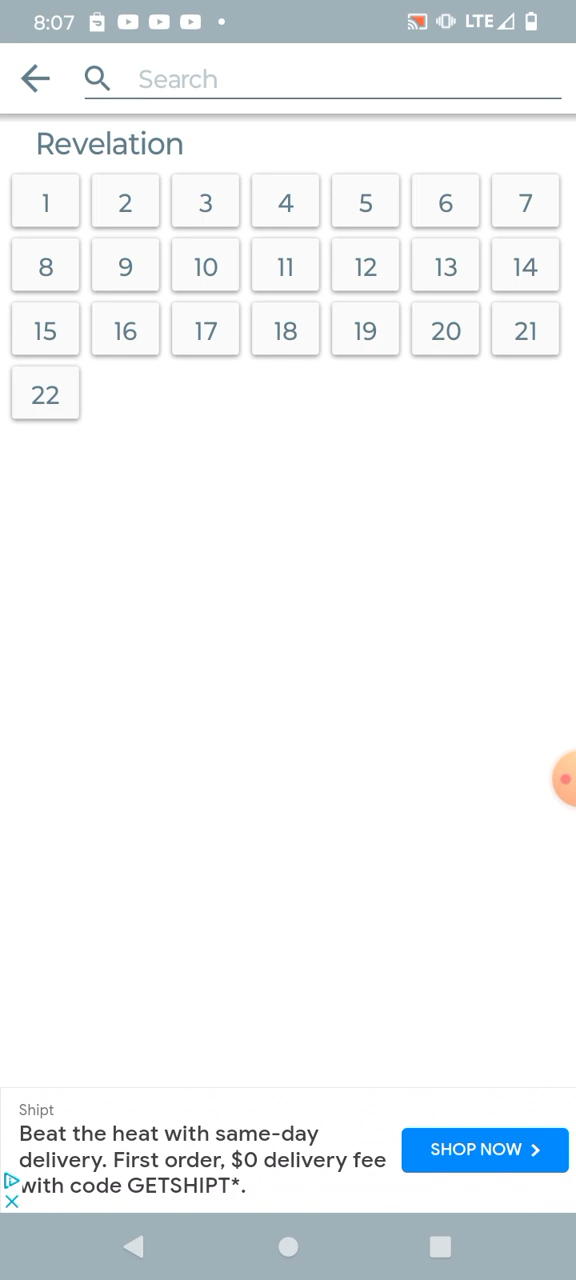 8:07 LTE
Search
Revelation
1 2 3 4 5 6 7
8 9 10 11 12 13 14
15 16 17 18 19 20 21
22
Shipt
Beat the heat with same-day
delivery. First order, $0 delivery fee
with code GETSHIPT*.
SHOP NOW